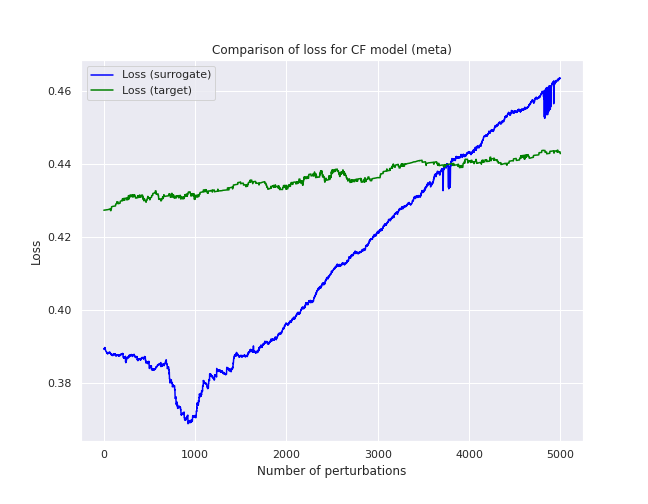 Comparison of loss for CF model (meta)
Loss (surrogate)
Loss (target)
0.46
0.44
0.42
0.40
0.38
Loss
0 1000 2000 3000 4000 5000
Number of perturbations